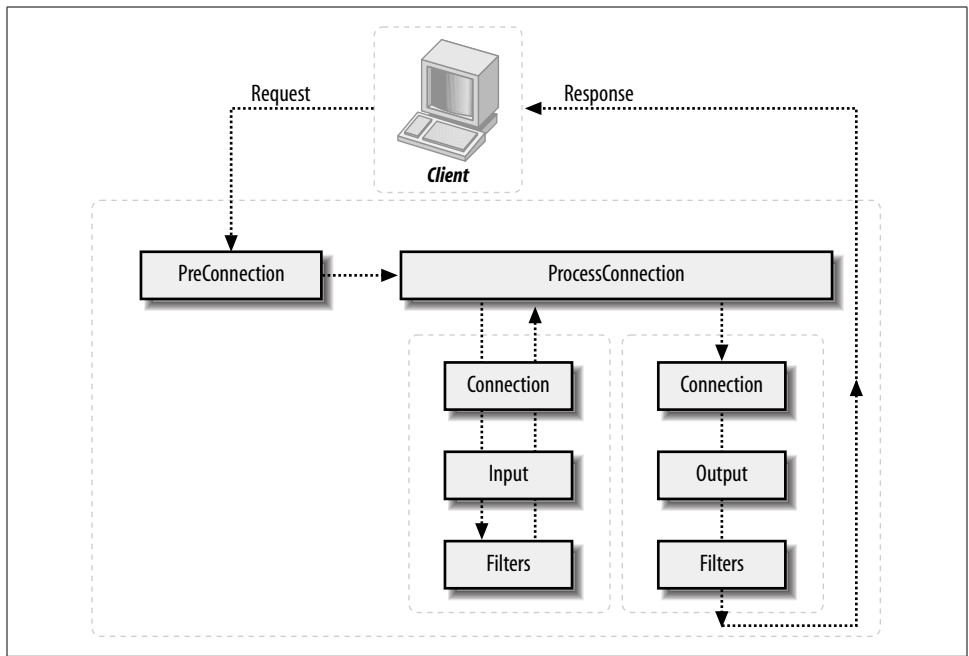 Request
Response
Client
PreConnection
ProcessConnection
Connection
Input
Filters
Connection
Output
Filters